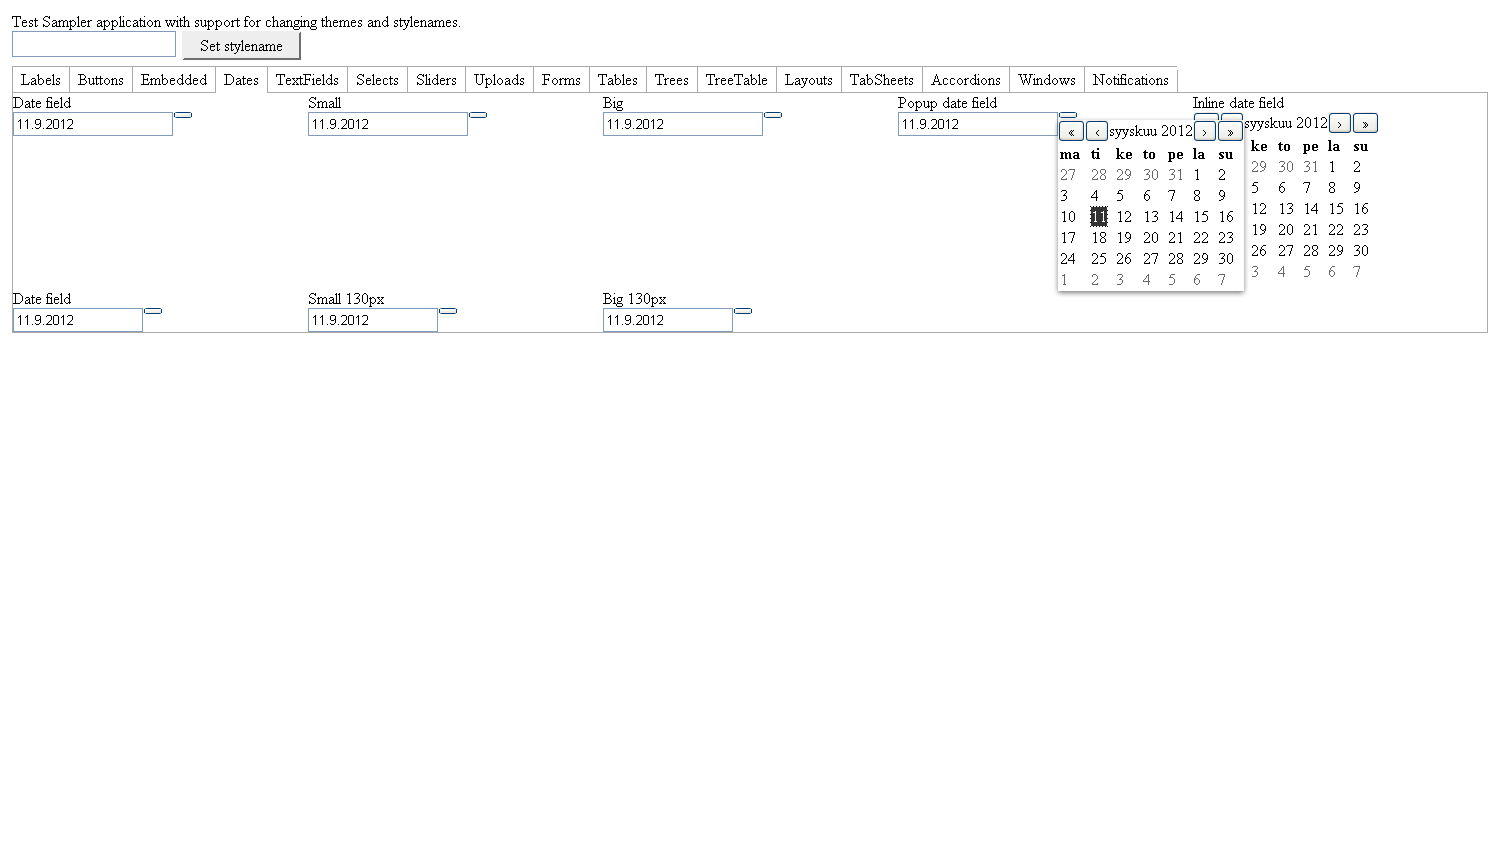 Test Sampler application with support for changing themes and stylenames.
Set stylename
Labels Buttons Embedded Dates TextFields Selects Sliders Uploads Forms Tables Trees TreeTable Layouts TabSheets Accordions Windows Notifications
Date field Small Big Popup date field Inline date field
11.9.2012 11.9.2012 11.9.2012 11.9.2012
« ‹ syyskuu 2012 › »
ma ti ke to pe la su
27 28 29 30 31 1 2
3 4 5 6 7 8 9
10 11 12 13 14 15 16
17 18 19 20 21 22 23
24 25 26 27 28 29 30
1 2 3 4 5 6 7
syyskuu 2012 › »
ke to pe la su
29 30 31 1 2
5 6 7 8 9
12 13 14 15 16
19 20 21 22 23
26 27 28 29 30
3 4 5 6 7
Date field Small 130px Big 130px
11.9.2012 11.9.2012 11.9.2012